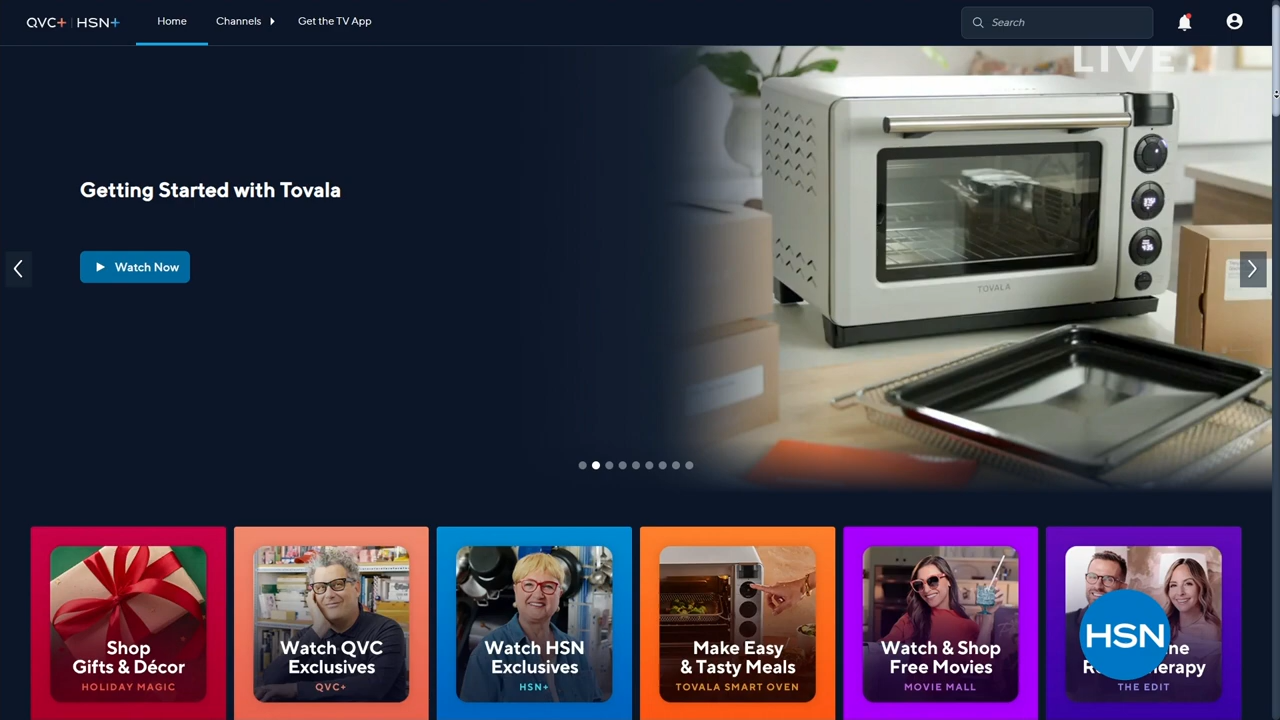 QVC+ | HSN+
Home
Channels
Get the TV App
Search
LIVE
Getting Started with Tovala
Watch Now
TOVALA
Shop
Gifts & Décor
HOLIDAY MAGIC
Watch QVC
Exclusives
QVC+
Watch HSN
Exclusives
HSN+
Make Easy
& Tasty Meals
TOVALA SMART OVEN
Watch & Shop
Free Movies
MOVIE MALL
HSN
THE EDIT